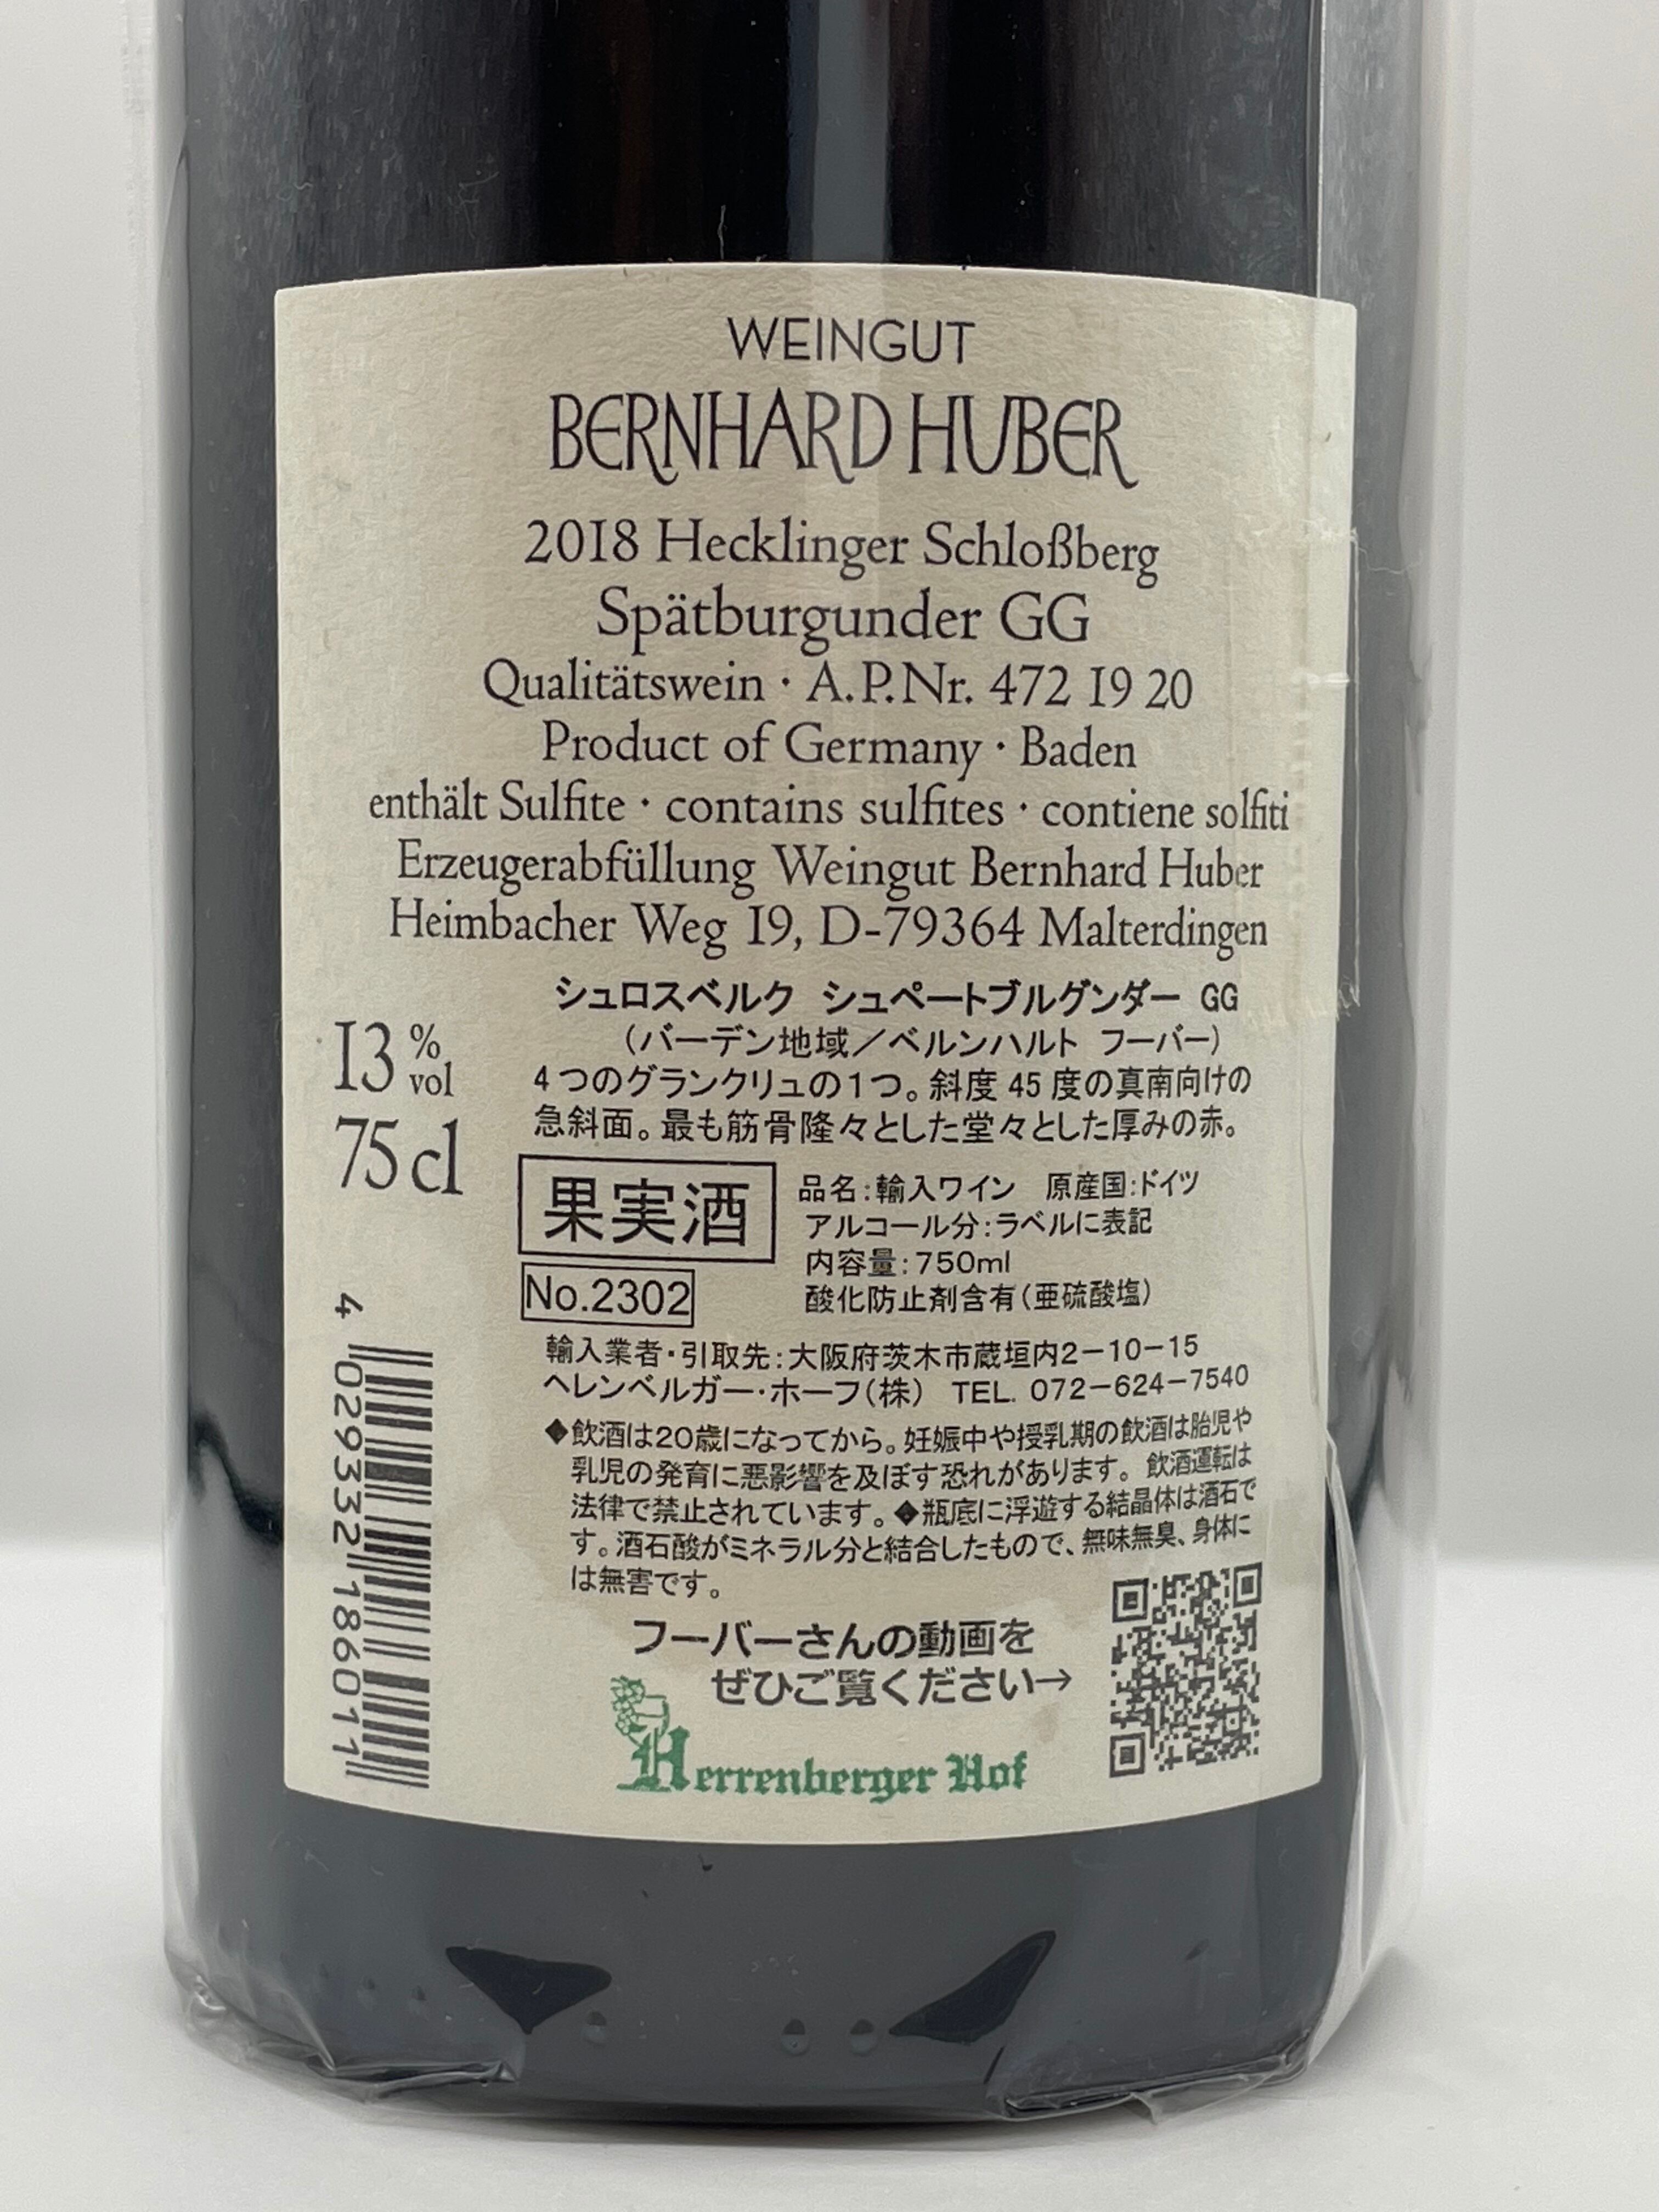 WEINGUT
BERNHARD HUBER
2018 Hecklinger Schloßberg
Spätburgunder GG
Qualitätswein · A.P.Nr. 472 19 20
Product of Germany · Baden
enthält Sulfite · contains sulfites · contiene solfiti
Erzeugerabfüllung Weingut Bernhard Huber
Heimbacher Weg 19, D-79364 Malterdingen
13 % vol
75 cl
シュロスベルク シュペートブルグンダー GG
（バーデン地域／ベルンハルト フーバー）
4つのグランクリュの1つ。斜度 45 度の真南向けの
急斜面。最も筋骨隆々とした堂々とした厚みの赤。
果実酒
No.2302
品名：輸入ワイン 原産国：ドイツ
アルコール分：ラベルに表記
内容量：750ml
酸化防止剤含有（亜硫酸塩）
輸入業者・引取先：大阪府茨木市蔵垣内2－10－15
ヘレンベルガー・ホーフ（株） TEL. 072－624－7540
◆飲酒は20歳になってから。妊娠中や授乳期の飲酒は胎児や
乳児の発育に悪影響を及ぼす恐れがあります。飲酒運転は
法律で禁止されています。◆瓶底に浮遊する結晶体は酒石で
す。酒石酸がミネラル分と結合したもので、無味無臭、身体に
は無害です。
フーバーさんの動画を
ぜひご覧ください→
Herrenberger Hof
4 029332 186011